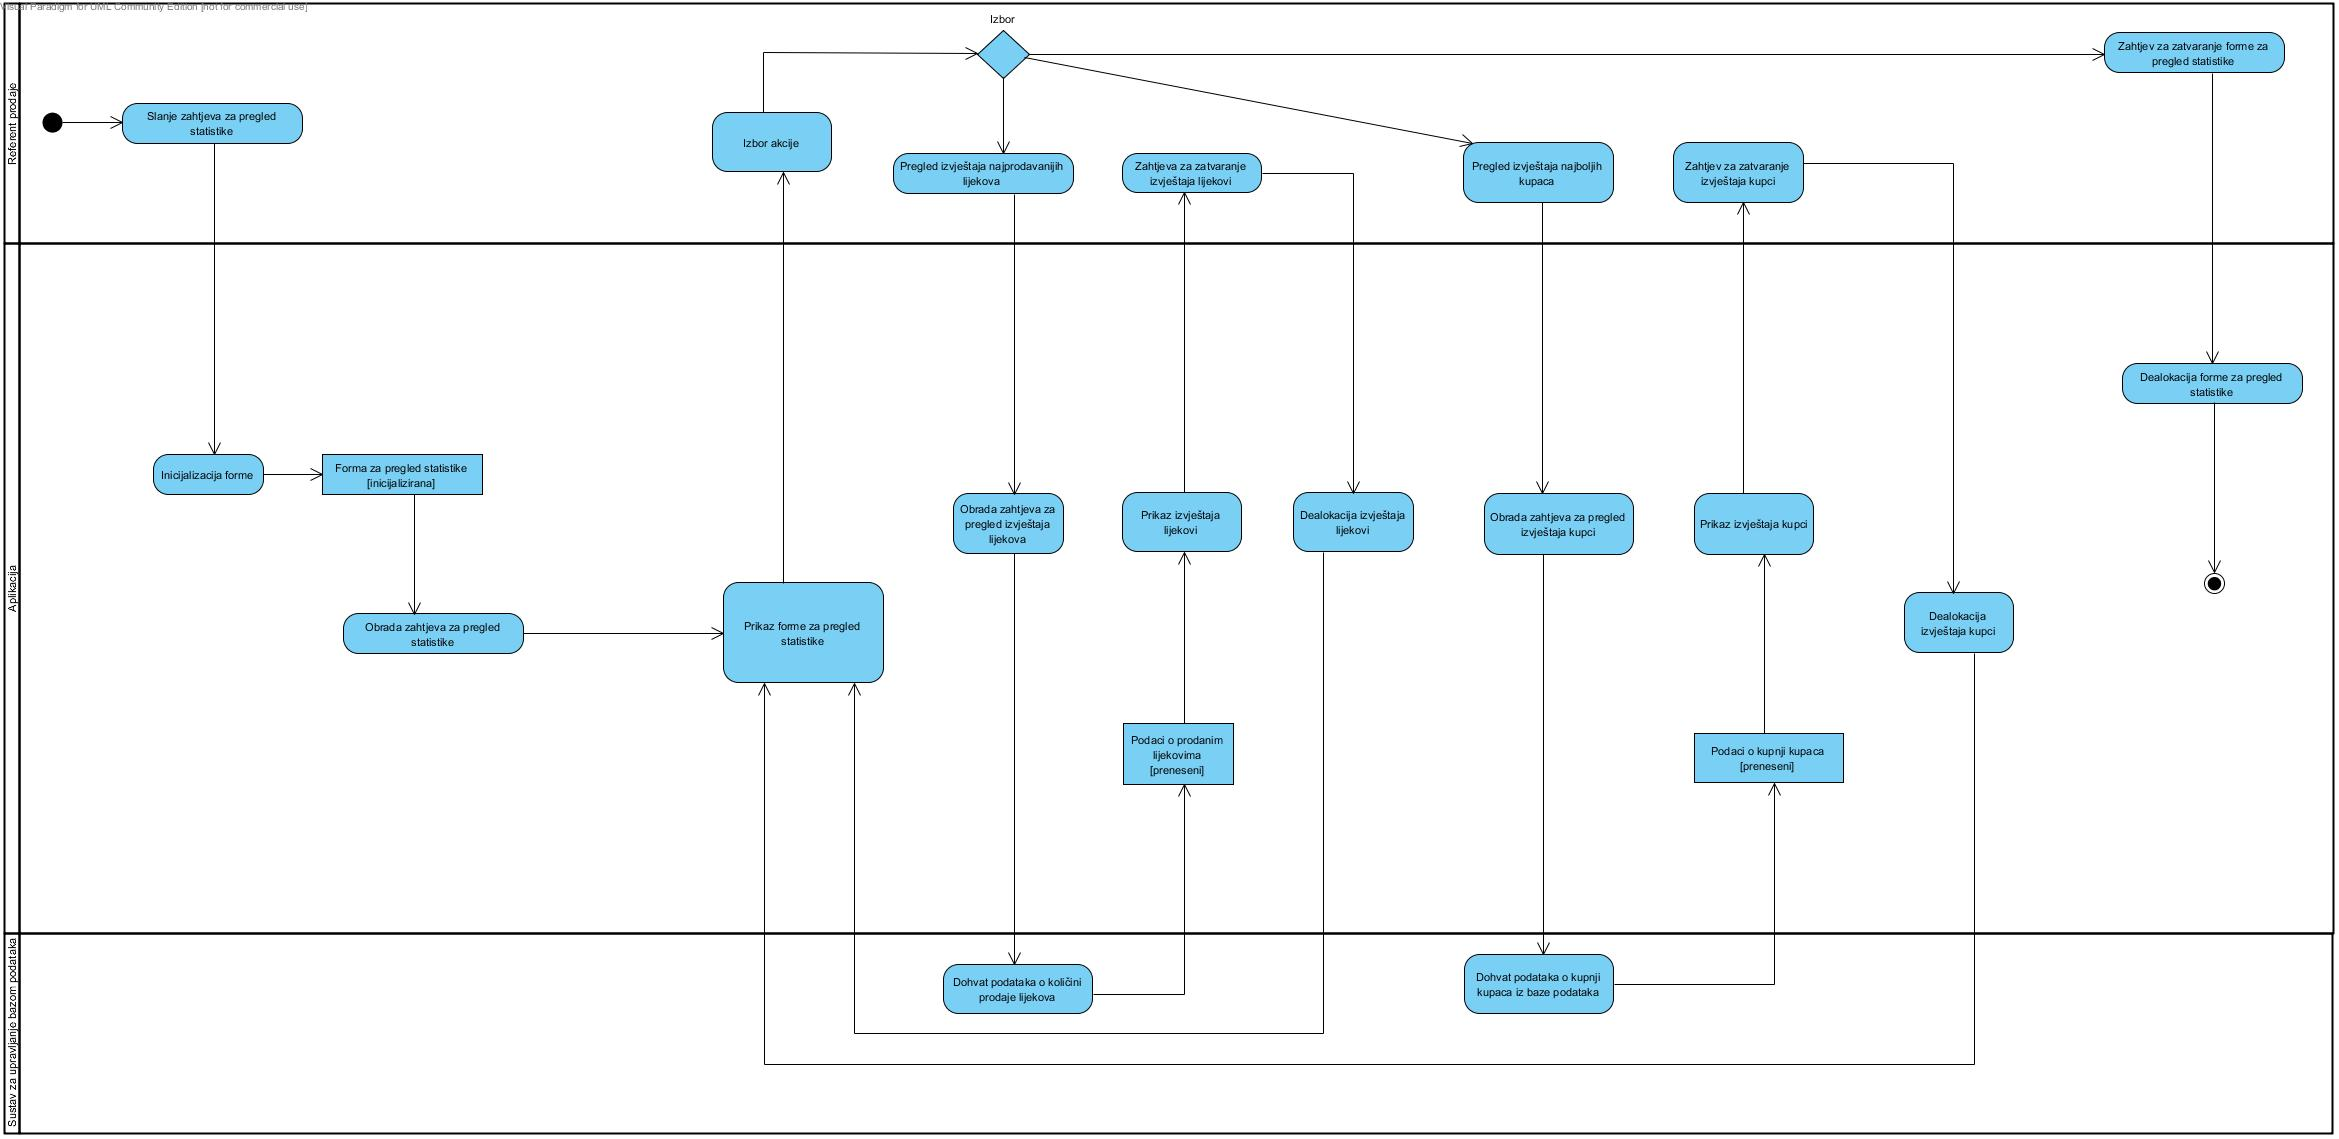 Visual Paradigm for UML Community Edition [not for commercial use]
Referent prodaje
Izbor
Zahtjev za zatvaranje forme za
pregled statistike
Slanje zahtjeva za pregled
statistike
Izbor akcije
Pregled izvještaja najprodavanijih
lijekova
Zahtjeva za zatvaranje
izvještaja lijekovi
Pregled izvještaja najboljih
kupaca
Zahtjev za zatvaranje
izvještaja kupci
Aplikacija
Dealokacija forme za pregled
statistike
Inicijalizacija forme
Forma za pregled statistike
[inicijalizirana]
Obrada zahtjeva za
pregled izvještaja
lijekova
Prikaz izvještaja
lijekovi
Dealokacija izvještaja
lijekovi
Obrada zahtjeva za pregled
izvještaja kupci
Prikaz izvještaja kupci
Obrada zahtjeva za pregled
statistike
Prikaz forme za pregled
statistike
Dealokacija
izvještaja kupci
Podaci o prodanim
lijekovima
[preneseni]
Podaci o kupnji kupaca
[preneseni]
Sustav za upravljanje bazom podataka
Dohvat podataka o količini
prodaje lijekova
Dohvat podataka o kupnji
kupaca iz baze podataka